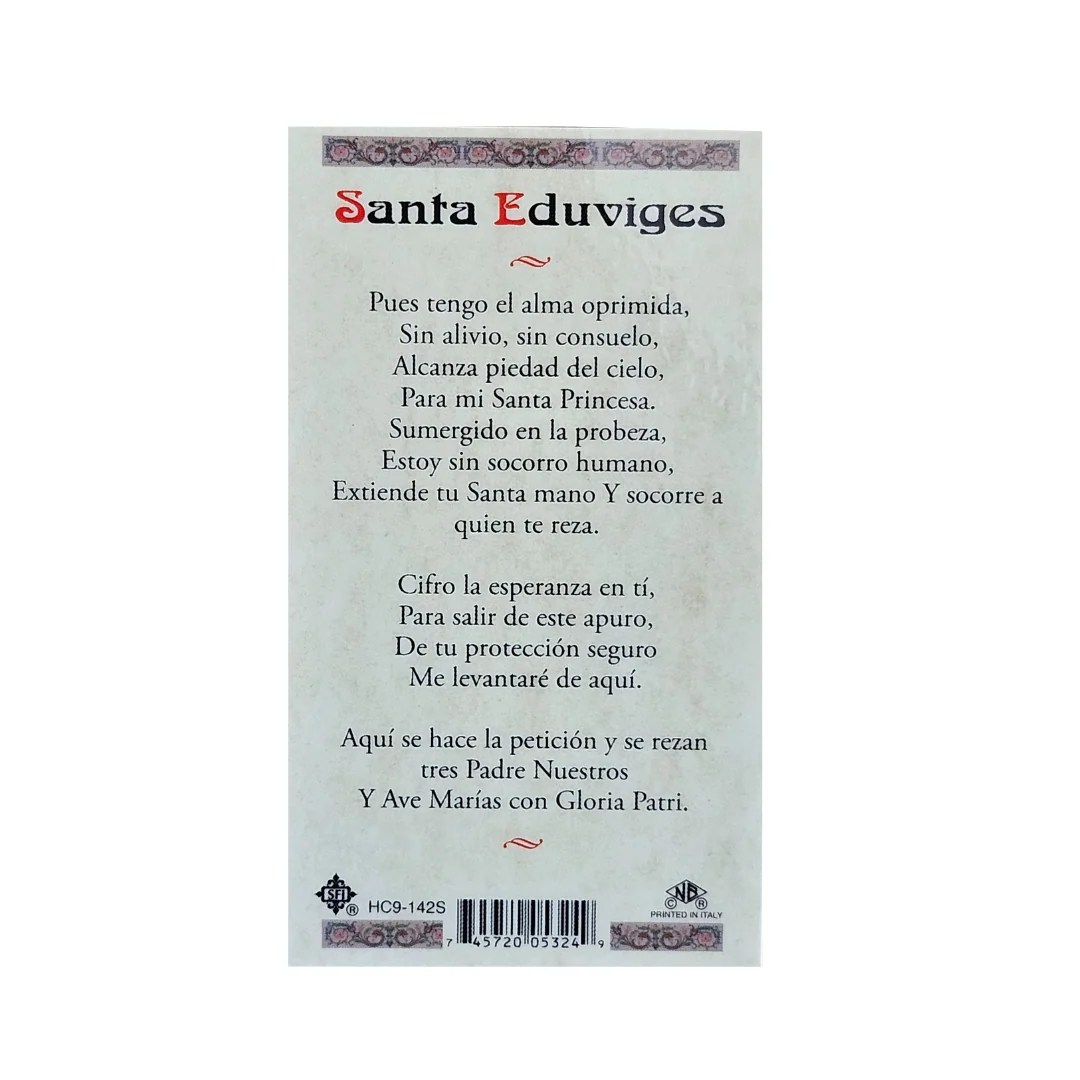 Santa Eduviges
Pues tengo el alma oprimida,
Sin alivio, sin consuelo,
Alcanza piedad del cielo,
Para mi Santa Princesa.
Sumergido en la probeza,
Estoy sin socorro humano,
Extiende tu Santa mano Y socorre a
quien te reza.
Cifro la esperanza en tí,
Para salir de este apuro,
De tu protección seguro
Me levantaré de aquí.
Aquí se hace la petición y se rezan
tres Padre Nuestros
Y Ave Marías con Gloria Patri.
SFI ® HC9-142S
7 45720 05324 9
NB © ®
PRINTED IN ITALY